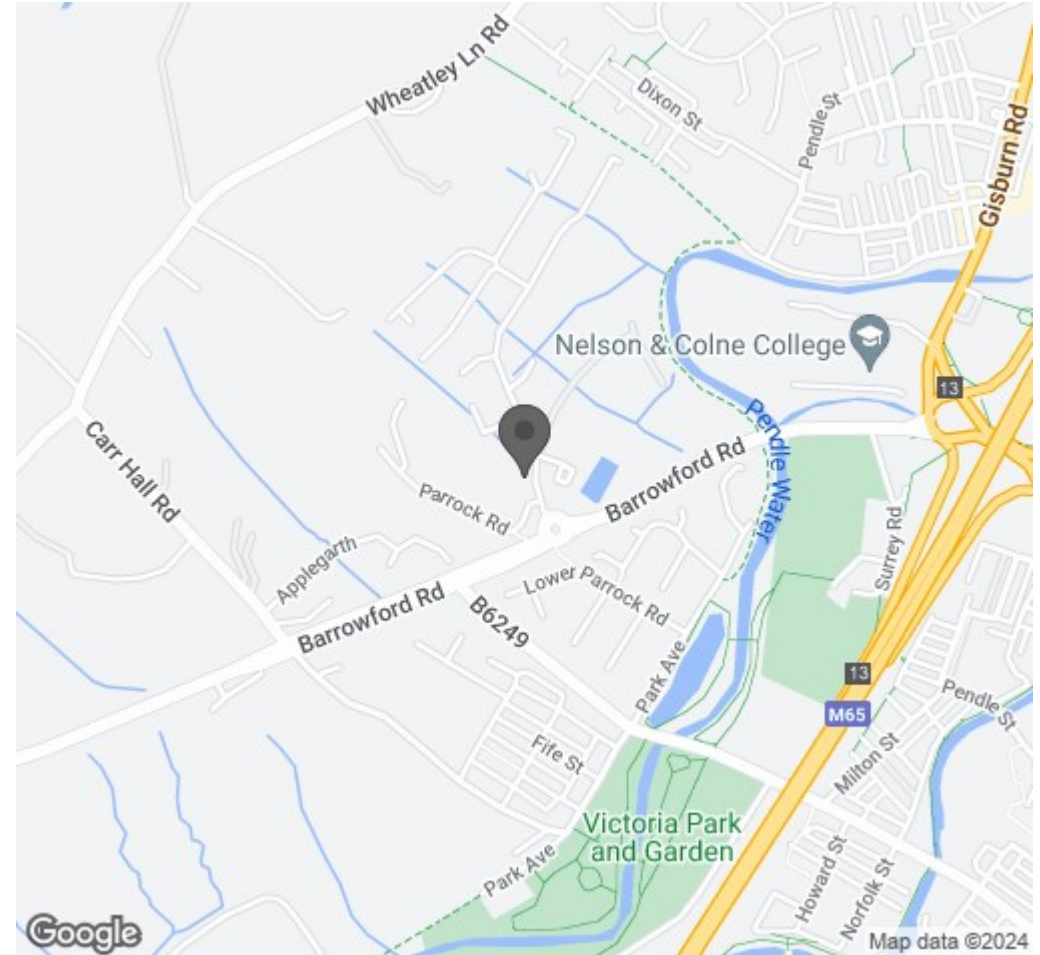 Wheatley Ln Rd
Dixon St
Pendle St
Gisburn Rd
Nelson & Colne College
13
Pendle Water
Carr Hall Rd
Parrock Rd
Barrowford Rd
Surrey Rd
Applegarth
Lower Parrock Rd
Barrowford Rd
B6249
Park Ave
13
M65
Pendle St
Fife St
Milton St
Victoria Park
and Garden
Park Ave
Howard St
Norfolk St
Google
Map data ©2024